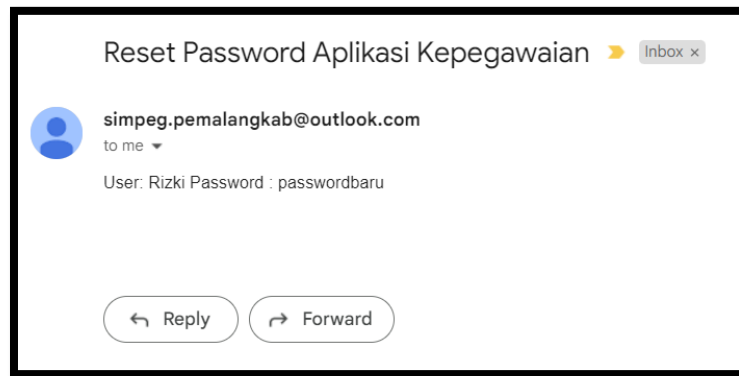 Reset Password Aplikasi Kepegawaian Inbox ×
simpeg.pemalangkab@outlook.com
to me
User: Rizki Password : passwordbaru
Reply Forward